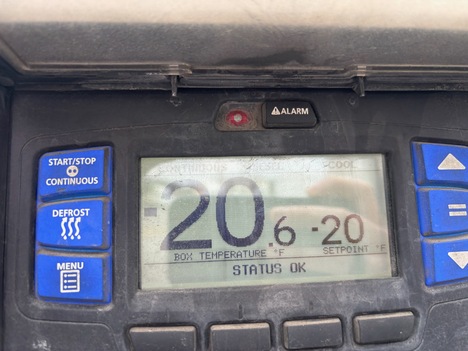 ALARM
START/STOP
CONTINUOUS
CONTINUOUS COOL
DEFROST
20.6 -20
BOX TEMPERATURE °F SETPOINT °F
MENU
STATUS OK